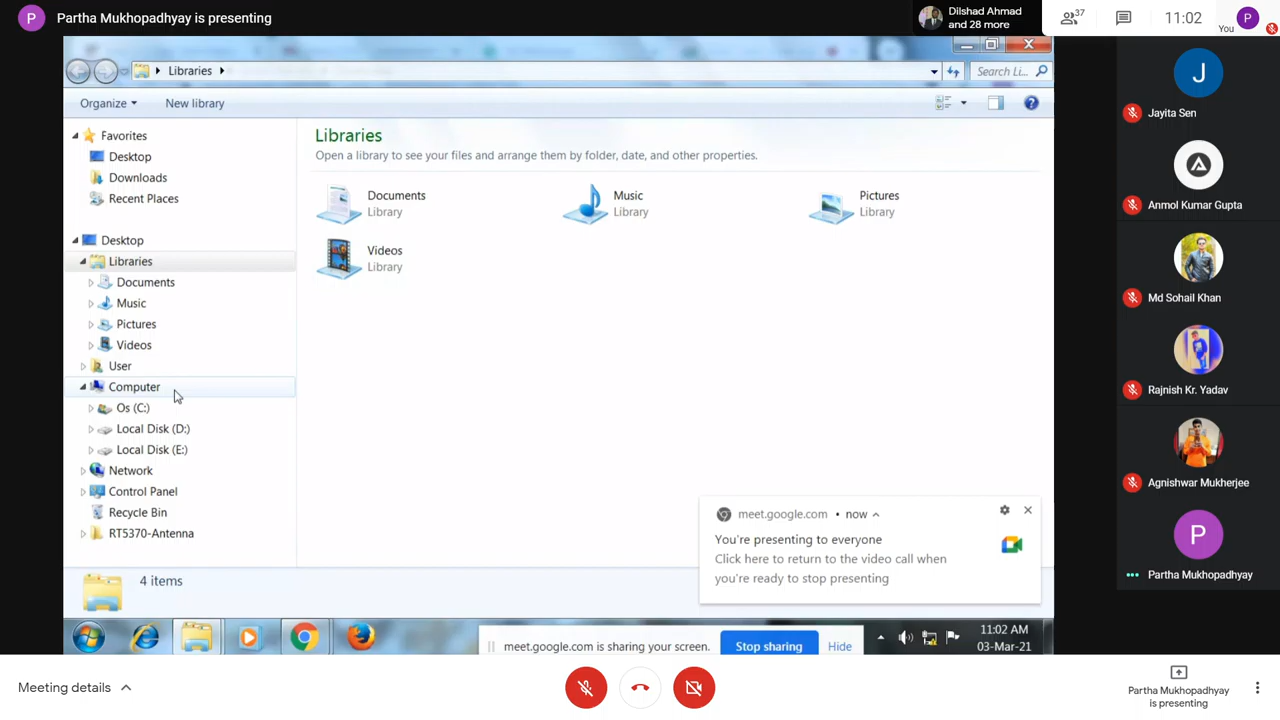 P Partha Mukhopadhyay is presenting
Dilshad Ahmad
and 28 more
37
11:02
You
P
Libraries
Search Li...
Organize
New library
Favorites
Desktop
Downloads
Recent Places
Desktop
Libraries
Documents
Music
Pictures
Videos
User
Computer
Os (C:)
Local Disk (D:)
Local Disk (E:)
Network
Control Panel
Recycle Bin
RT5370-Antenna
Libraries
Open a library to see your files and arrange them by folder, date, and other properties.
Documents
Library
Music
Library
Pictures
Library
Videos
Library
4 items
meet.google.com • now
You're presenting to everyone
Click here to return to the video call when
you're ready to stop presenting
meet.google.com is sharing your screen.
Stop sharing
Hide
11:02 AM
03-Mar-21
J
Jayita Sen
Anmol Kumar Gupta
Md Sohail Khan
Rajnish Kr. Yadav
Agnishwar Mukherjee
P
Partha Mukhopadhyay
Meeting details
Partha Mukhopadhyay
is presenting